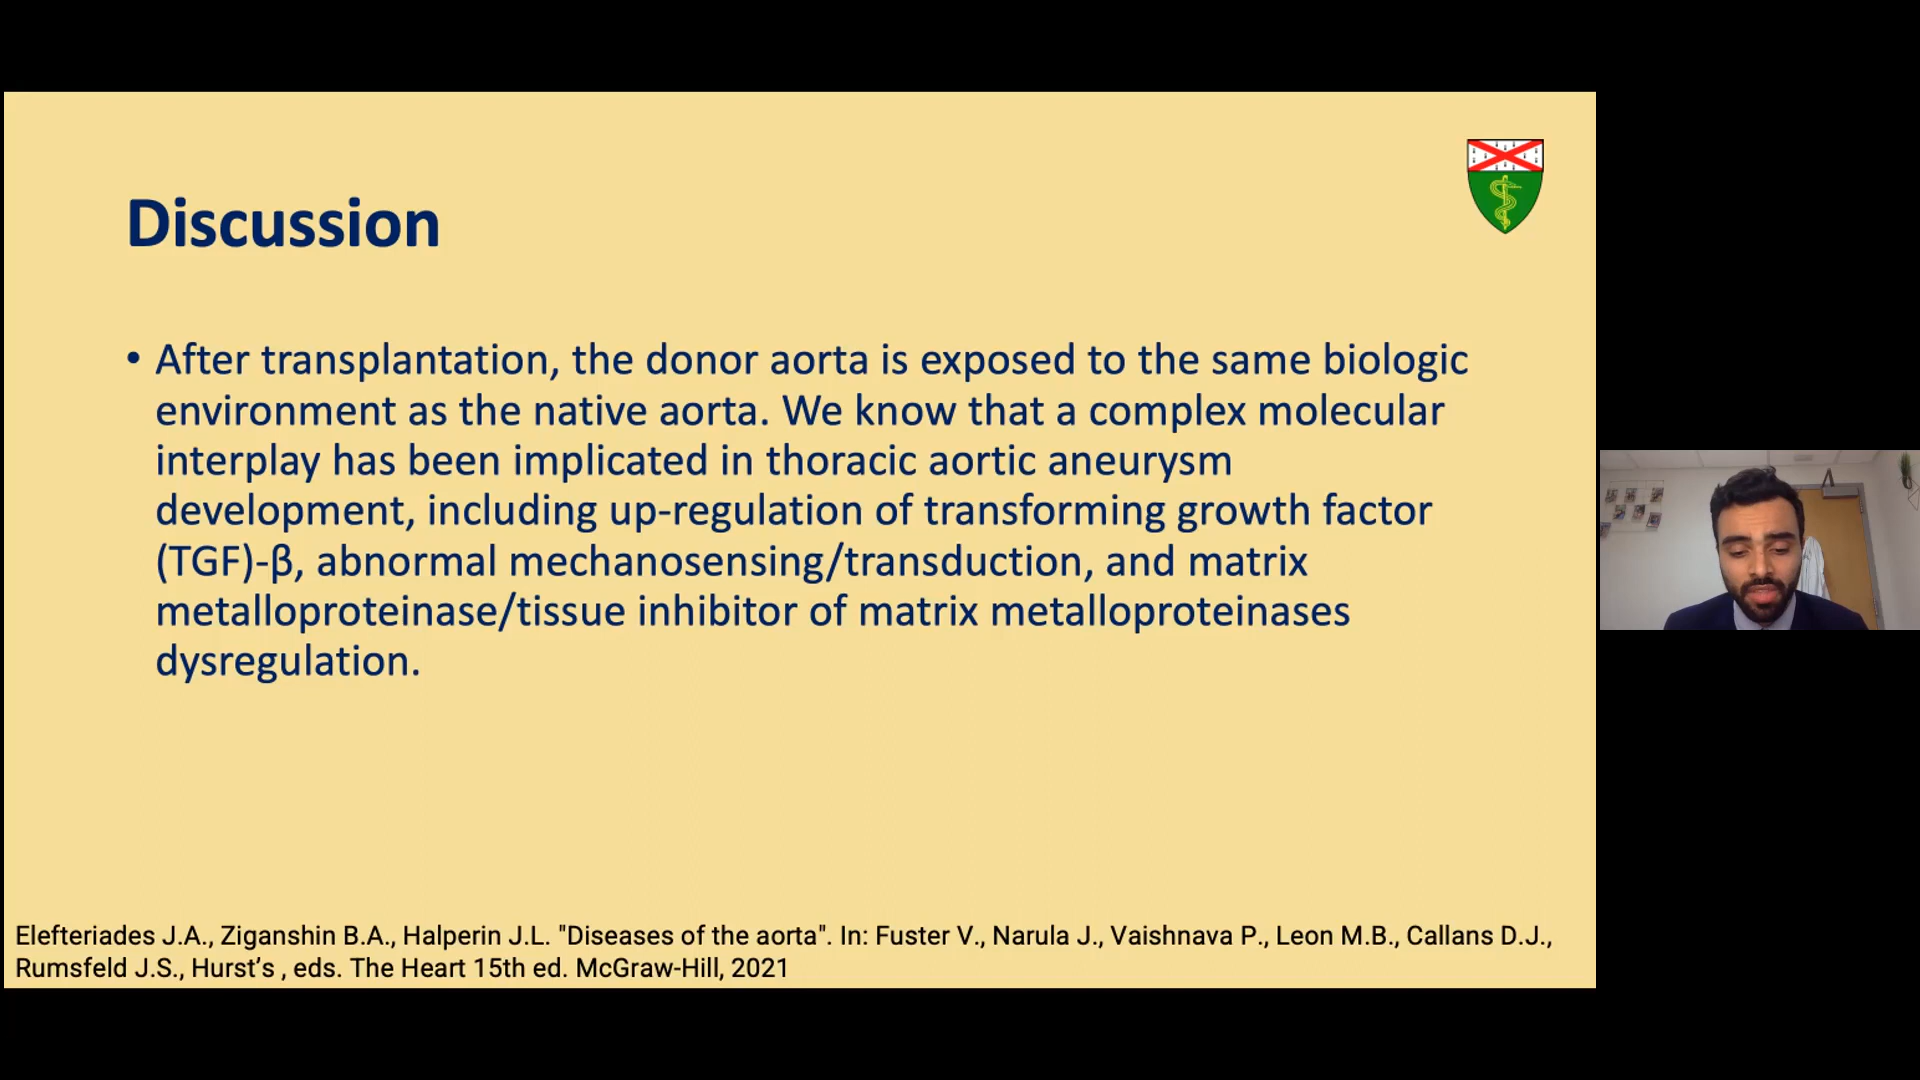 Discussion
• After transplantation, the donor aorta is exposed to the same biologic
environment as the native aorta. We know that a complex molecular
interplay has been implicated in thoracic aortic aneurysm
development, including up-regulation of transforming growth factor
(TGF)-β, abnormal mechanosensing/transduction, and matrix
metalloproteinase/tissue inhibitor of matrix metalloproteinases
dysregulation.
Elefteriades J.A., Ziganshin B.A., Halperin J.L. "Diseases of the aorta". In: Fuster V., Narula J., Vaishnava P., Leon M.B., Callans D.J.,
Rumsfeld J.S., Hurst’s , eds. The Heart 15th ed. McGraw-Hill, 2021